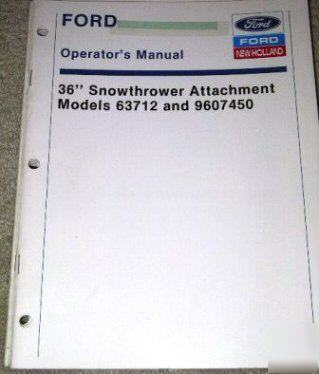 FORD
Ford
FORD
NEW HOLLAND
Operator's Manual
36" Snowthrower Attachment
Models 63712 and 9607450